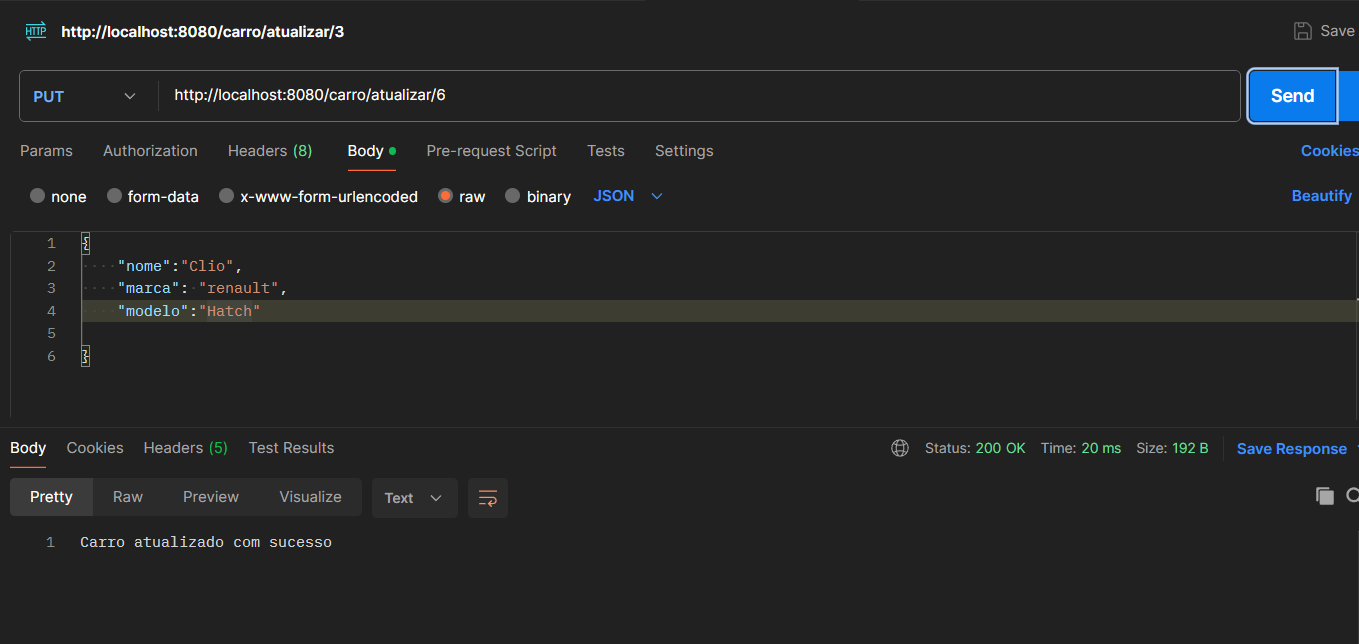 HTTP http://localhost:8080/carro/atualizar/3 Save
PUT http://localhost:8080/carro/atualizar/6 Send
Params Authorization Headers (8) Body Pre-request Script Tests Settings Cookies
none form-data x-www-form-urlencoded raw binary JSON Beautify
1 {
2 "nome":"Clio",
3 "marca": "renault",
4 "modelo":"Hatch"
5
6 }
Body Cookies Headers (5) Test Results Status: 200 OK Time: 20 ms Size: 192 B Save Response
Pretty Raw Preview Visualize Text
1 Carro atualizado com sucesso